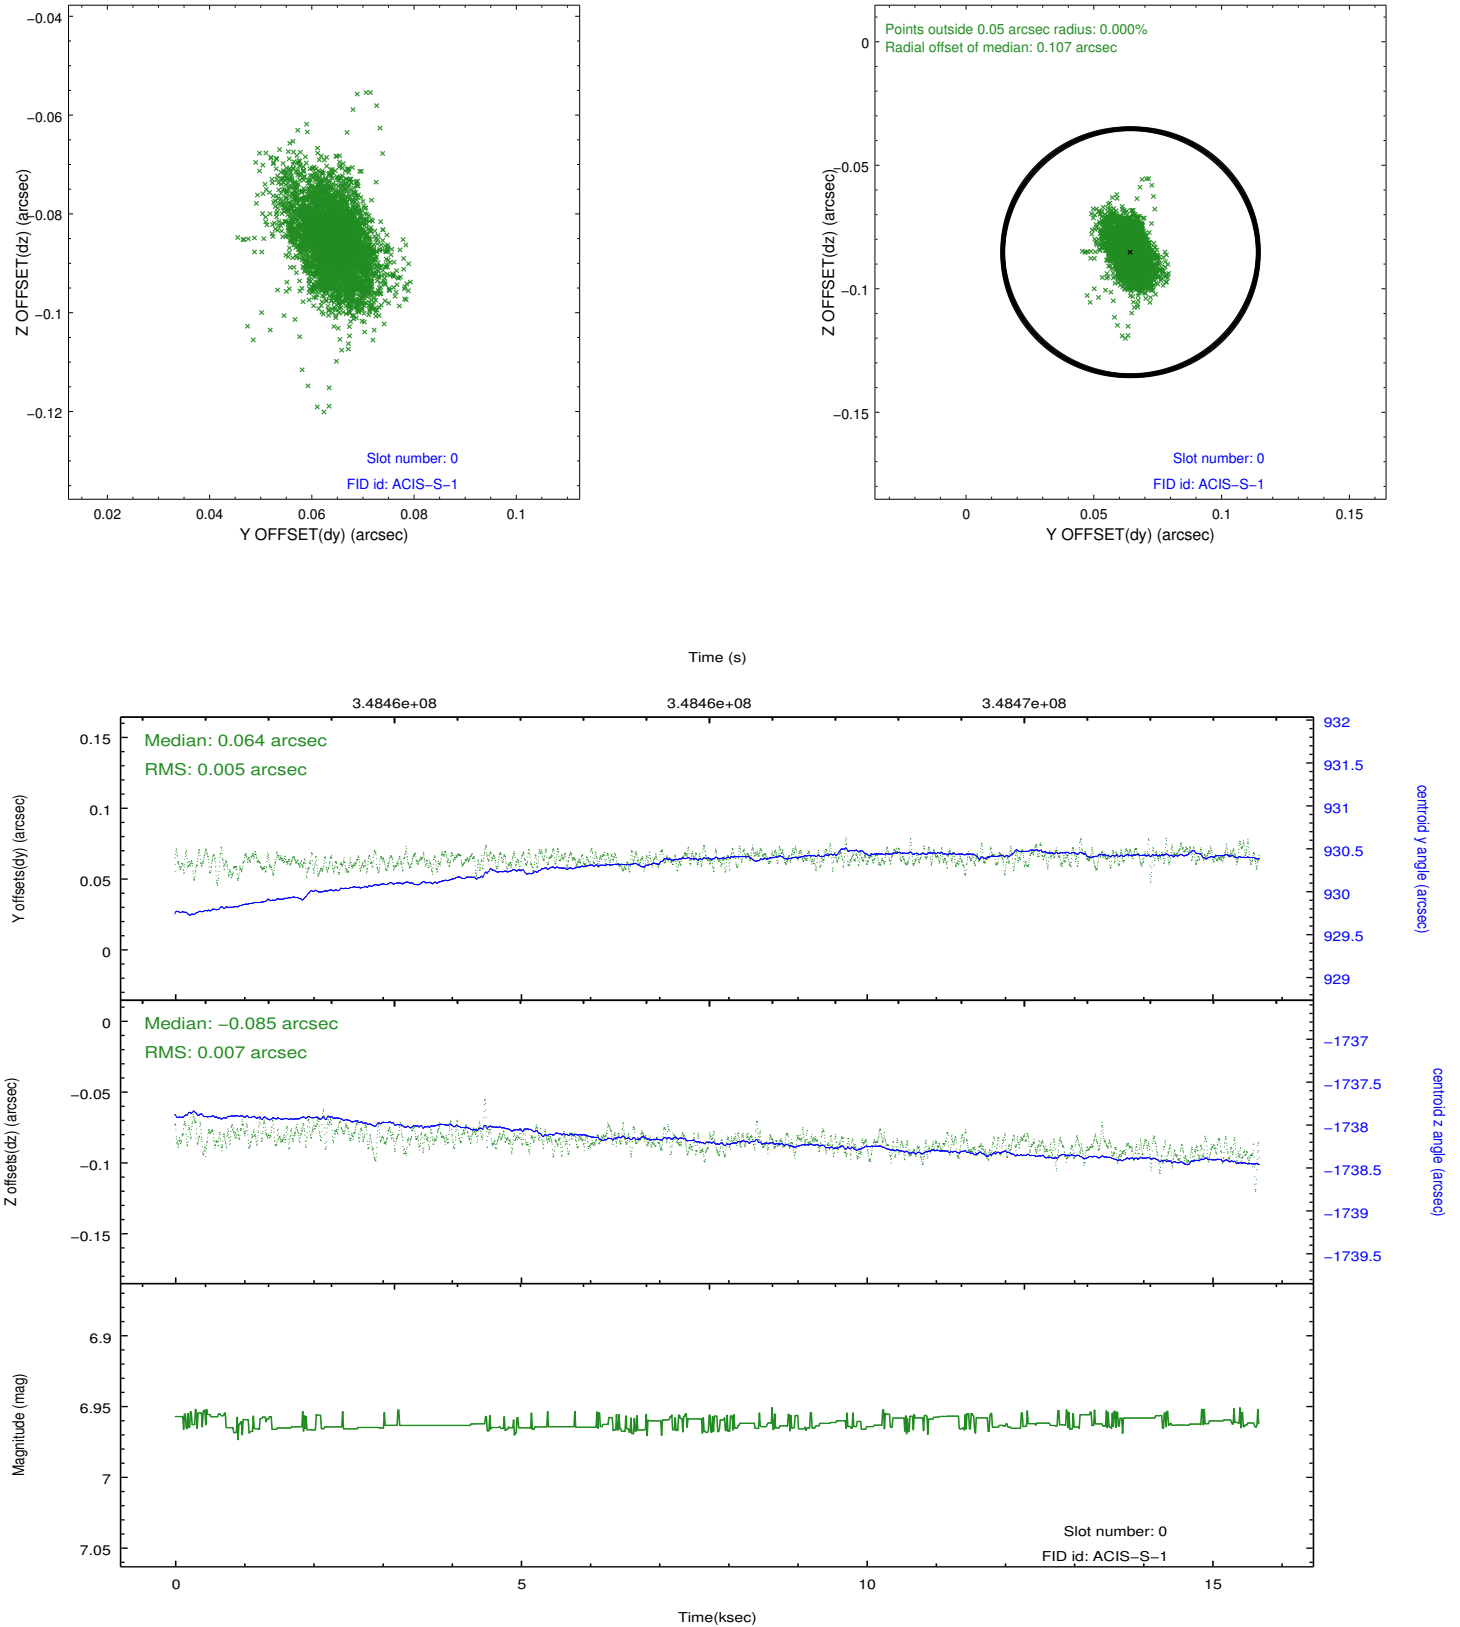 −0.04
−0.06
−0.08
−0.1
−0.12
Z OFFSET(dz) (arcsec)
Slot number: 0
FID id: ACIS−S−1
0.02
0.04
0.06
0.08
0.1
Y OFFSET(dy) (arcsec)
Points outside 0.05 arcsec radius: 0.000%
Radial offset of median: 0.107 arcsec
0
−0.05
−0.1
−0.15
Z OFFSET(dz) (arcsec)
Slot number: 0
FID id: ACIS−S−1
0
0.05
0.1
0.15
Y OFFSET(dy) (arcsec)
Time (s)
3.4846e+08
3.4846e+08
3.4847e+08
Median: 0.064 arcsec
RMS: 0.005 arcsec
0.15
0.1
0.05
0
Y offsets(dy) (arcsec)
932
931.5
931
930.5
930
929.5
929
centroid y angle (arcsec)
Median: −0.085 arcsec
RMS: 0.007 arcsec
0
−0.05
−0.1
−0.15
Z offsets(dz) (arcsec)
−1737
−1737.5
−1738
−1738.5
−1739
−1739.5
centroid z angle (arcsec)
6.9
6.95
7
7.05
Magnitude (mag)
Slot number: 0
FID id: ACIS−S−1
0
5
10
15
Time(ksec)